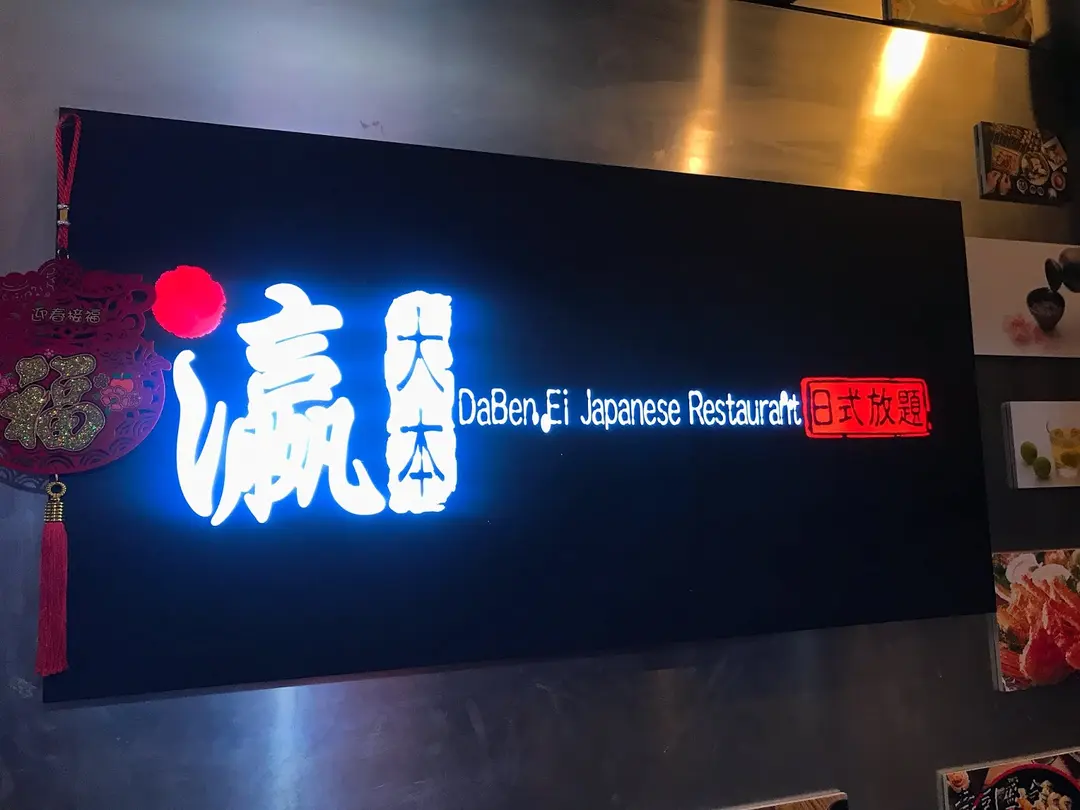 迎春接福
福
瀛
大本
DaBen Ei Japanese Restaurant
日式放題